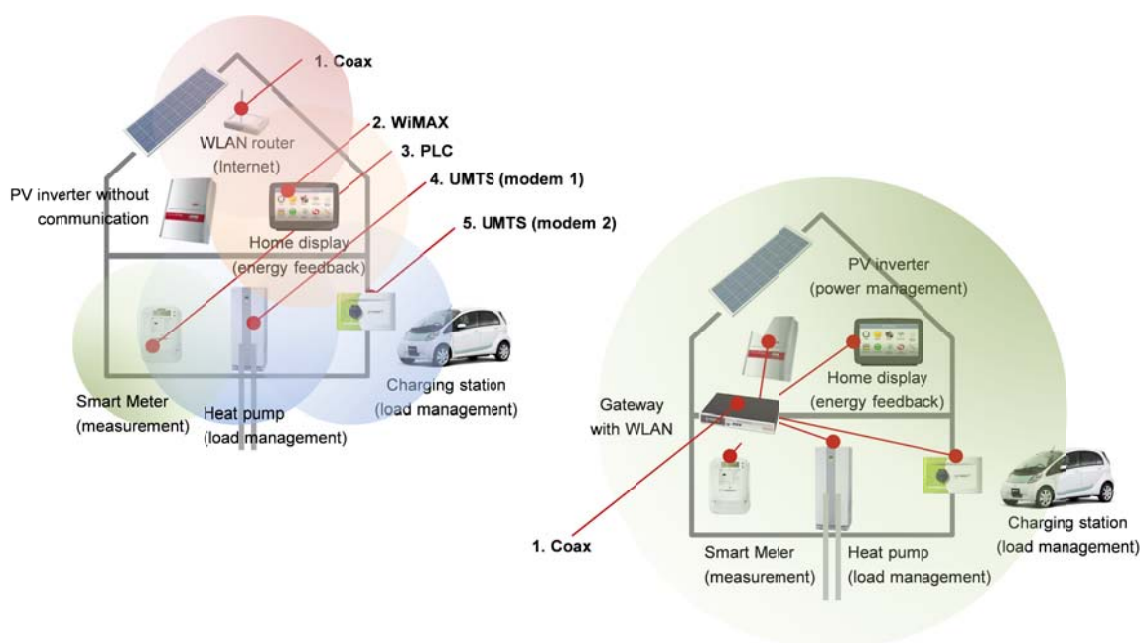 1. Coax
2. WiMAX
WLAN router
(Internet)
3. PLC
4. UMTS (modem 1)
PV inverter without
communication
5. UMTS (modem 2)
Home display
(energy feedback)
Smart Meter
(measurement)
Heat pump
(load management)
Charging station
(load management)
PV inverter
(power management)
Home display
(energy feedback)
Gateway
with WLAN
1. Coax
Smart Meter
(measurement)
Heat pump
(load management)
Charging station
(load management)